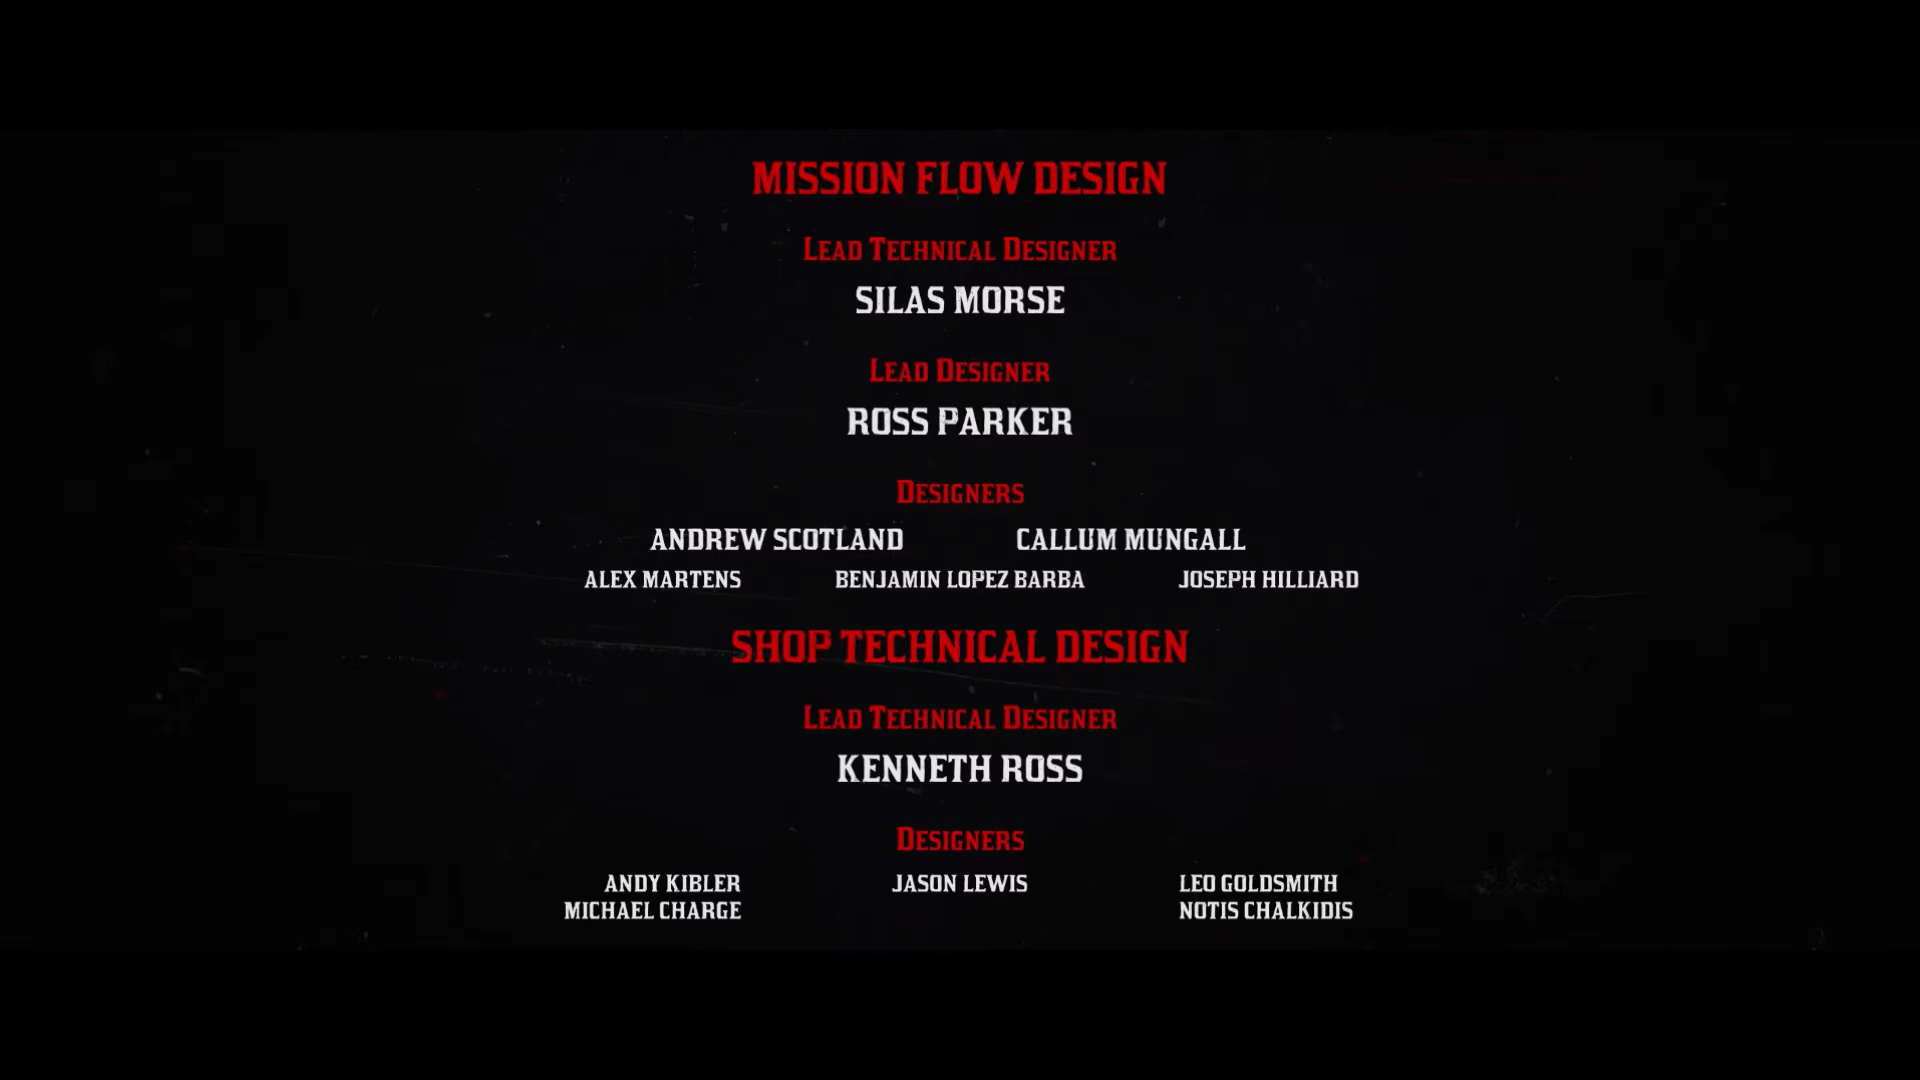 MISSION FLOW DESIGN
LEAD TECHNICAL DESIGNER
SILAS MORSE
LEAD DESIGNER
ROSS PARKER
DESIGNERS
ANDREW SCOTLAND CALLUM MUNGALL
ALEX MARTENS BENJAMIN LOPEZ BARBA JOSEPH HILLIARD
SHOP TECHNICAL DESIGN
LEAD TECHNICAL DESIGNER
KENNETH ROSS
DESIGNERS
ANDY KIBLER JASON LEWIS LEO GOLDSMITH
MICHAEL CHARGE NOTIS CHALKIDIS